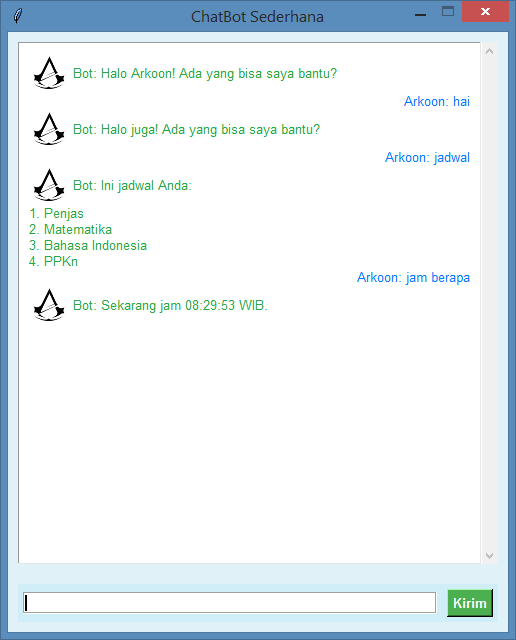 ChatBot Sederhana
Bot: Halo Arkoon! Ada yang bisa saya bantu?
Arkoon: hai
Bot: Halo juga! Ada yang bisa saya bantu?
Arkoon: jadwal
Bot: Ini jadwal Anda:
1. Penjas
2. Matematika
3. Bahasa Indonesia
4. PPKn
Arkoon: jam berapa
Bot: Sekarang jam 08:29:53 WIB.
Kirim